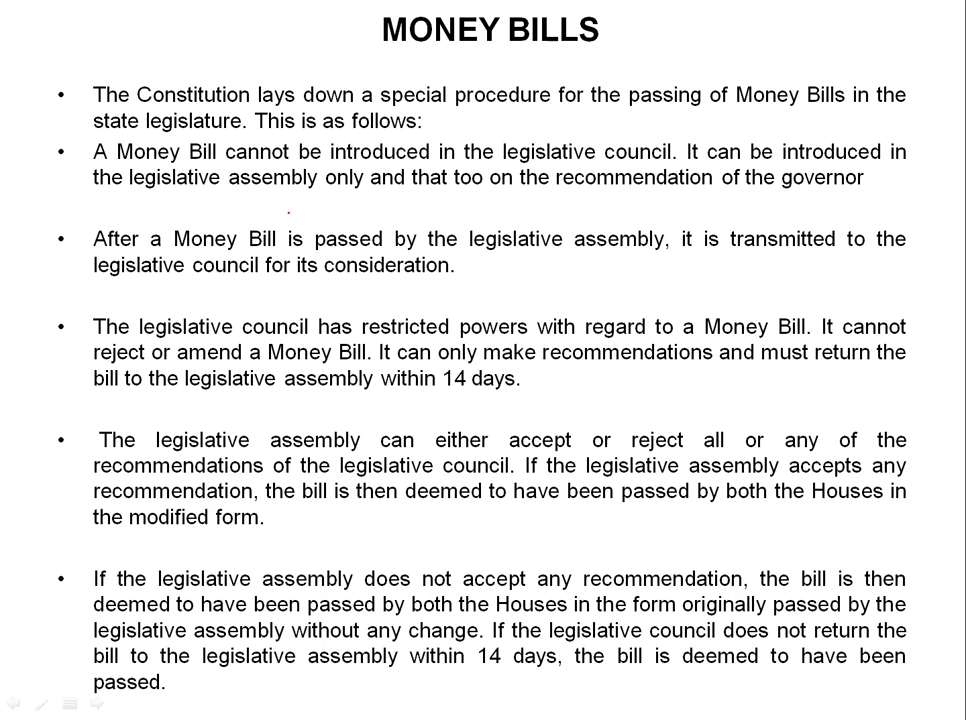 MONEY BILLS
• The Constitution lays down a special procedure for the passing of Money Bills in the
state legislature. This is as follows:
• A Money Bill cannot be introduced in the legislative council. It can be introduced in
the legislative assembly only and that too on the recommendation of the governor
• After a Money Bill is passed by the legislative assembly, it is transmitted to the
legislative council for its consideration.
• The legislative council has restricted powers with regard to a Money Bill. It cannot
reject or amend a Money Bill. It can only make recommendations and must return the
bill to the legislative assembly within 14 days.
• The legislative assembly can either accept or reject all or any of the
recommendations of the legislative council. If the legislative assembly accepts any
recommendation, the bill is then deemed to have been passed by both the Houses in
the modified form.
• If the legislative assembly does not accept any recommendation, the bill is then
deemed to have been passed by both the Houses in the form originally passed by the
legislative assembly without any change. If the legislative council does not return the
bill to the legislative assembly within 14 days, the bill is deemed to have been
passed.